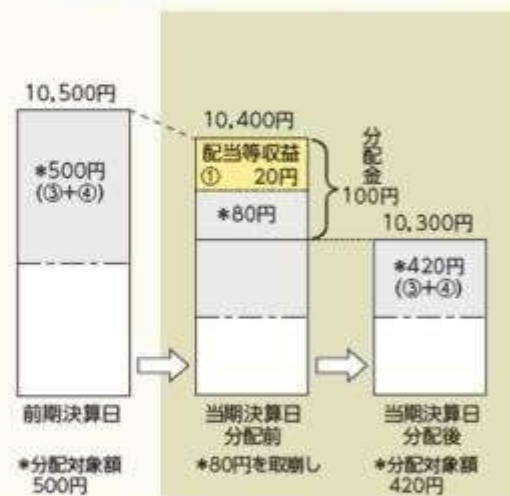 10,500円
*500円
(③+④)
10,400円
配当等収益
① 20円
*80円
分配金
100円
10,300円
*420円
(③+④)
前期決算日
当期決算日
分配前
当期決算日
分配後
*分配対象額
500円
*80円を取崩し
*分配対象額
420円